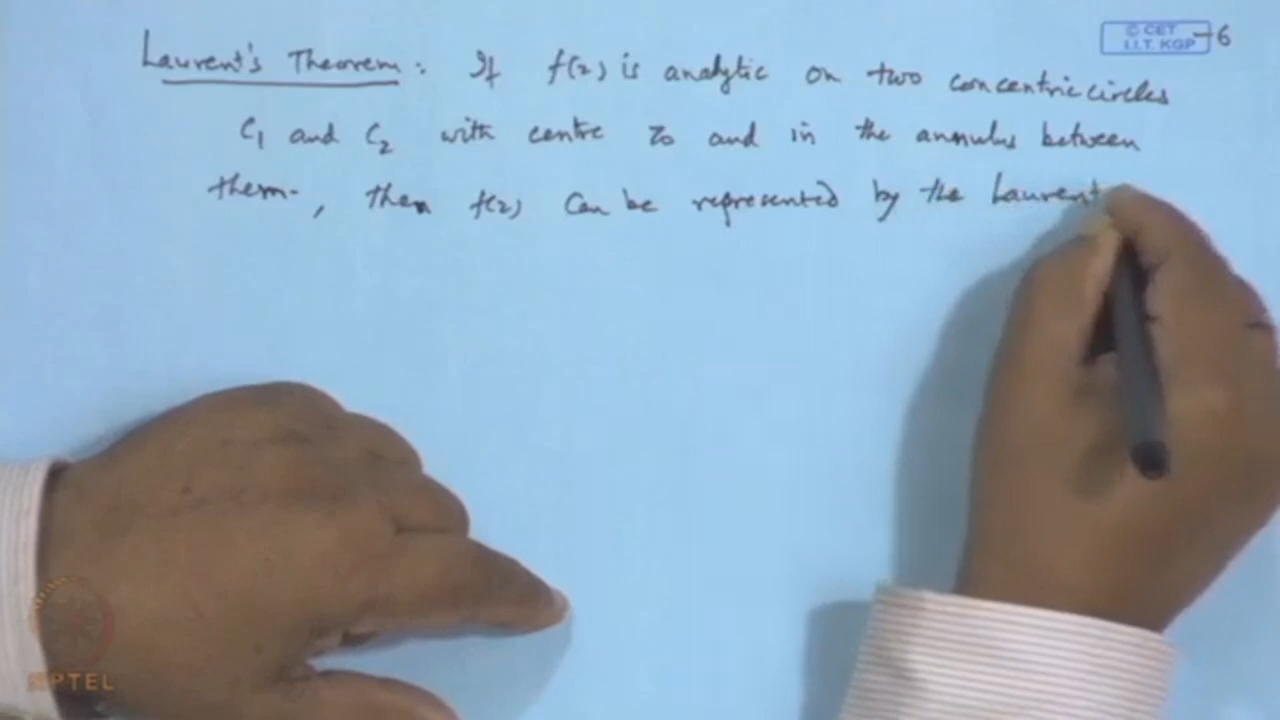 © CET
I.I.T. KGP
-6
Laurent's Theorem: If f(z) is analytic on two concentric circles
C1 and C2 with centre z0 and in the annulus between
them, then f(z) can be represented by the Laurent
NPTEL